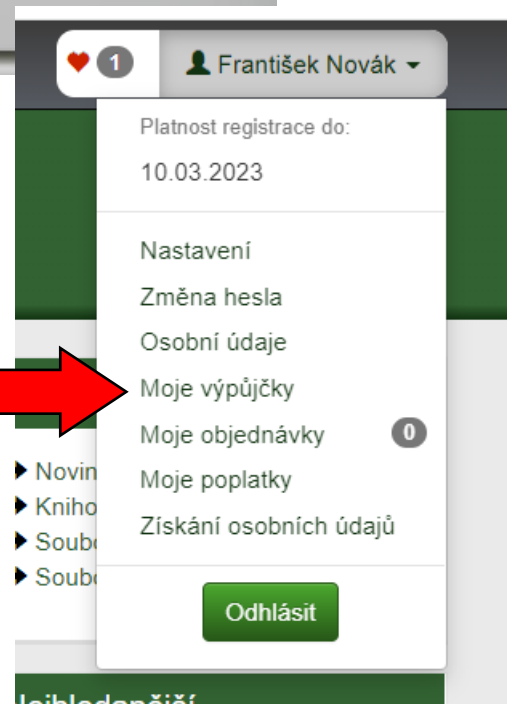 1 František Novák
Platnost registrace do:
10.03.2023
Nastavení
Změna hesla
Osobní údaje
Moje výpůjčky
Moje objednávky 0
Moje poplatky
Získání osobních údajů
Odhlásit